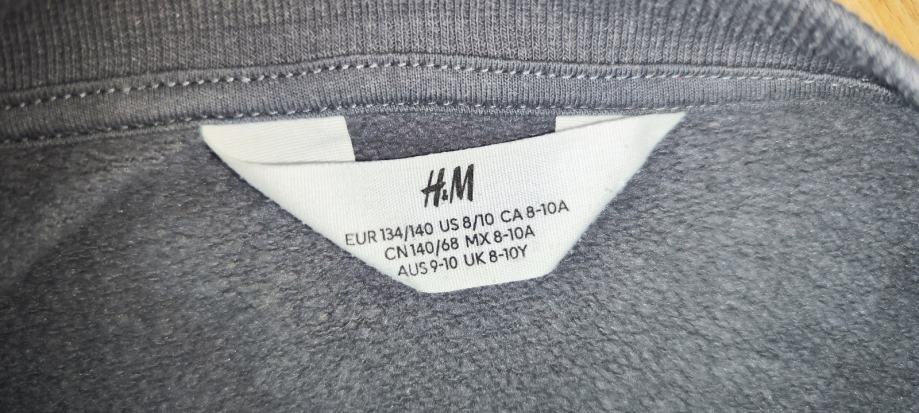 H&M
EUR 134/140 US 8/10 CA 8-10A
CN 140/68 MX 8-10A
AUS 9-10 UK 8-10Y